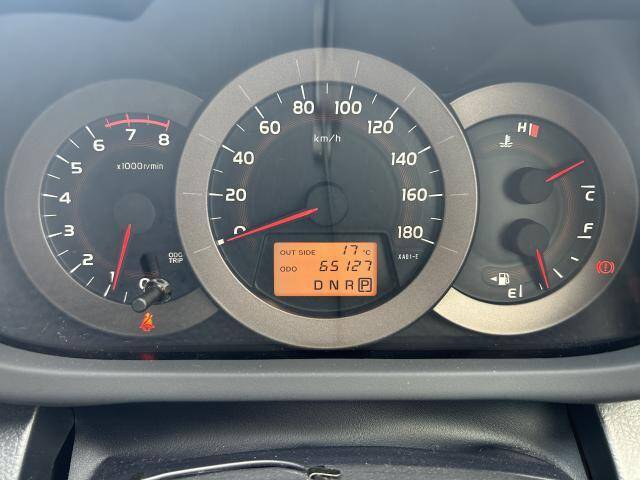 0 1 2 3 4 5 6 7 8
x1000r/min
ODO
TRIP
0 20 40 60 80 100 120 140 160 180
km/h
OUT SIDE 17°C
ODO 65127
D N R P
XA01-E
H
C
F
E